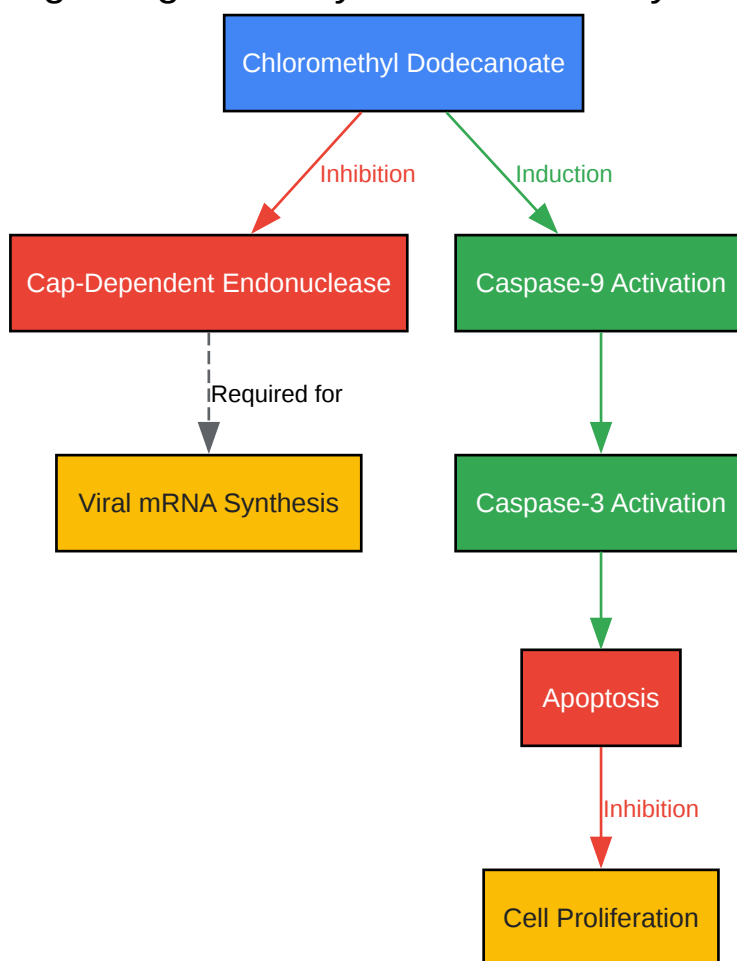 Chloromethyl Dodecanoate
Inhibition
Induction
Cap-Dependent Endonuclease
Caspase-9 Activation
Required for
Viral mRNA Synthesis
Caspase-3 Activation
Apoptosis
Inhibition
Cell Proliferation